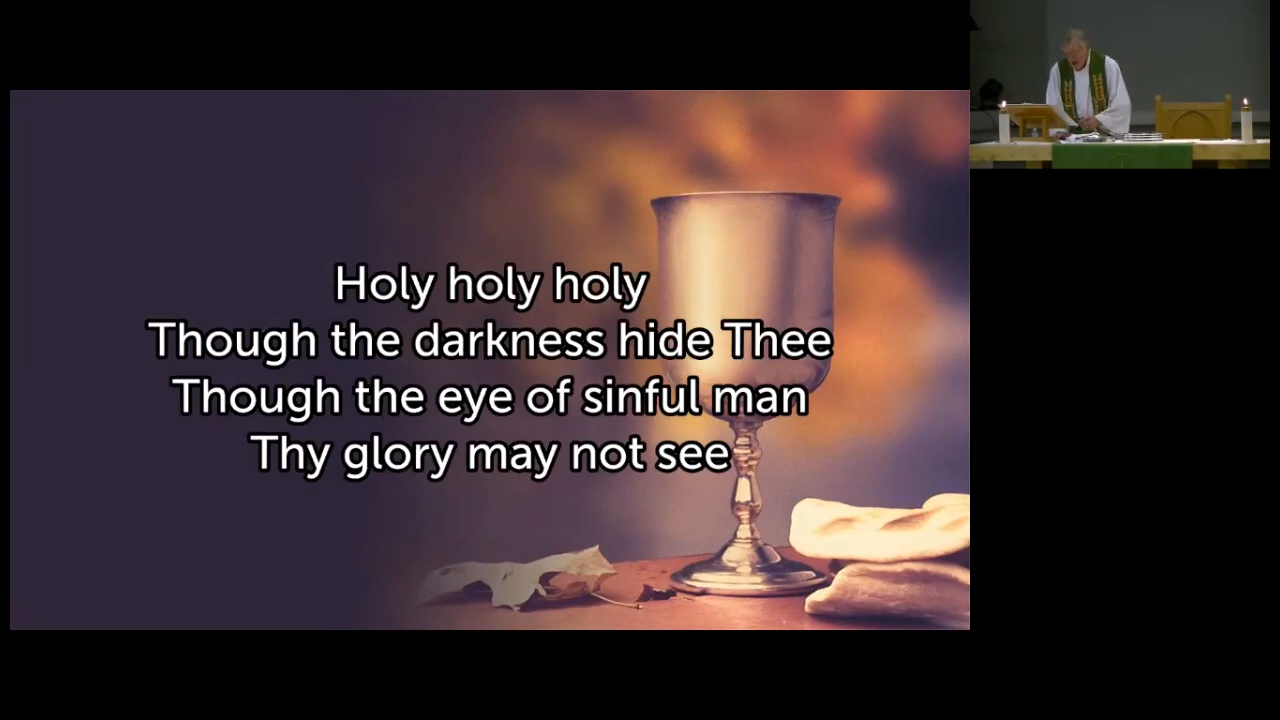 Holy holy holy
Though the darkness hide Thee
Though the eye of sinful man
Thy glory may not see